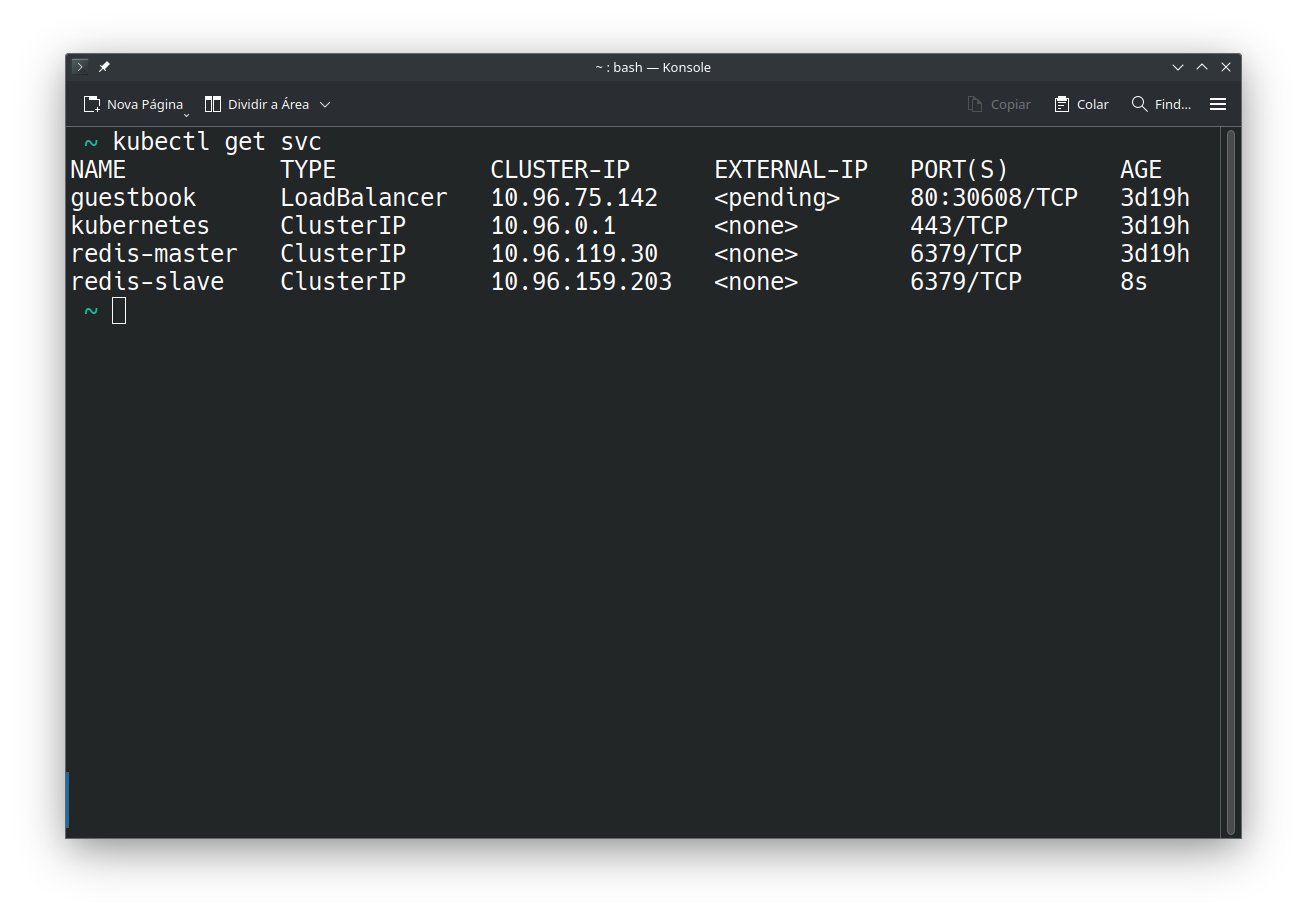 ~ : bash — Konsole
Nova Página Dividir a Área Copiar Colar Find...
~ kubectl get svc
NAME TYPE CLUSTER-IP EXTERNAL-IP PORT(S) AGE
guestbook LoadBalancer 10.96.75.142 <pending> 80:30608/TCP 3d19h
kubernetes ClusterIP 10.96.0.1 <none> 443/TCP 3d19h
redis-master ClusterIP 10.96.119.30 <none> 6379/TCP 3d19h
redis-slave ClusterIP 10.96.159.203 <none> 6379/TCP 8s
~